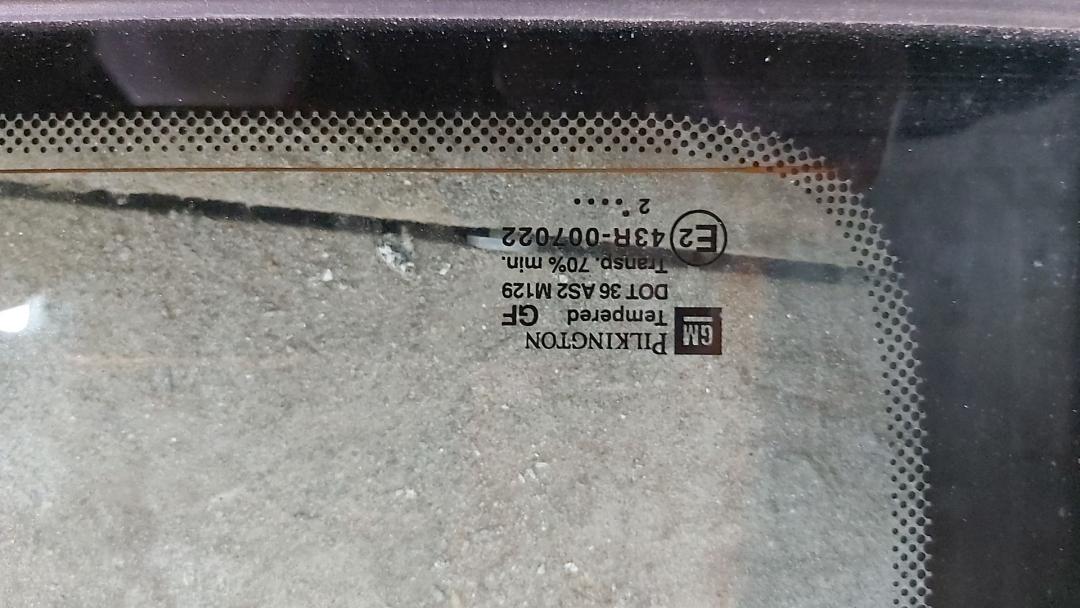 GM
PILKINGTON
Tempered GF
DOT 36 AS2 M129
Transp. 70% min.
E2 43R-007022
2 .....